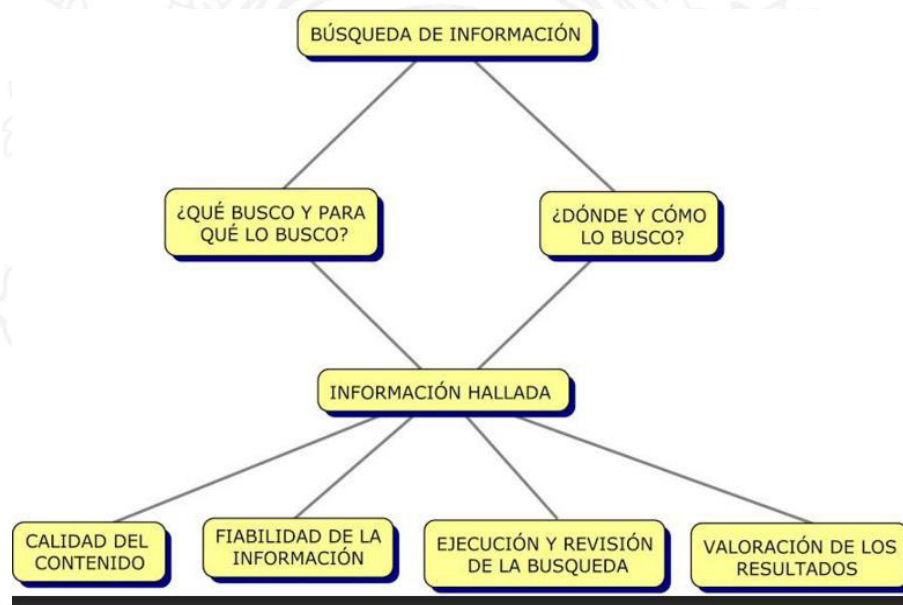 BÚSQUEDA DE INFORMACIÓN
¿QUÉ BUSCO Y PARA
QUÉ LO BUSCO?
¿DÓNDE Y CÓMO
LO BUSCO?
INFORMACIÓN HALLADA
CALIDAD DEL
CONTENIDO
FIABILIDAD DE LA
INFORMACIÓN
EJECUCIÓN Y REVISIÓN
DE LA BUSQUEDA
VALORACIÓN DE LOS
RESULTADOS